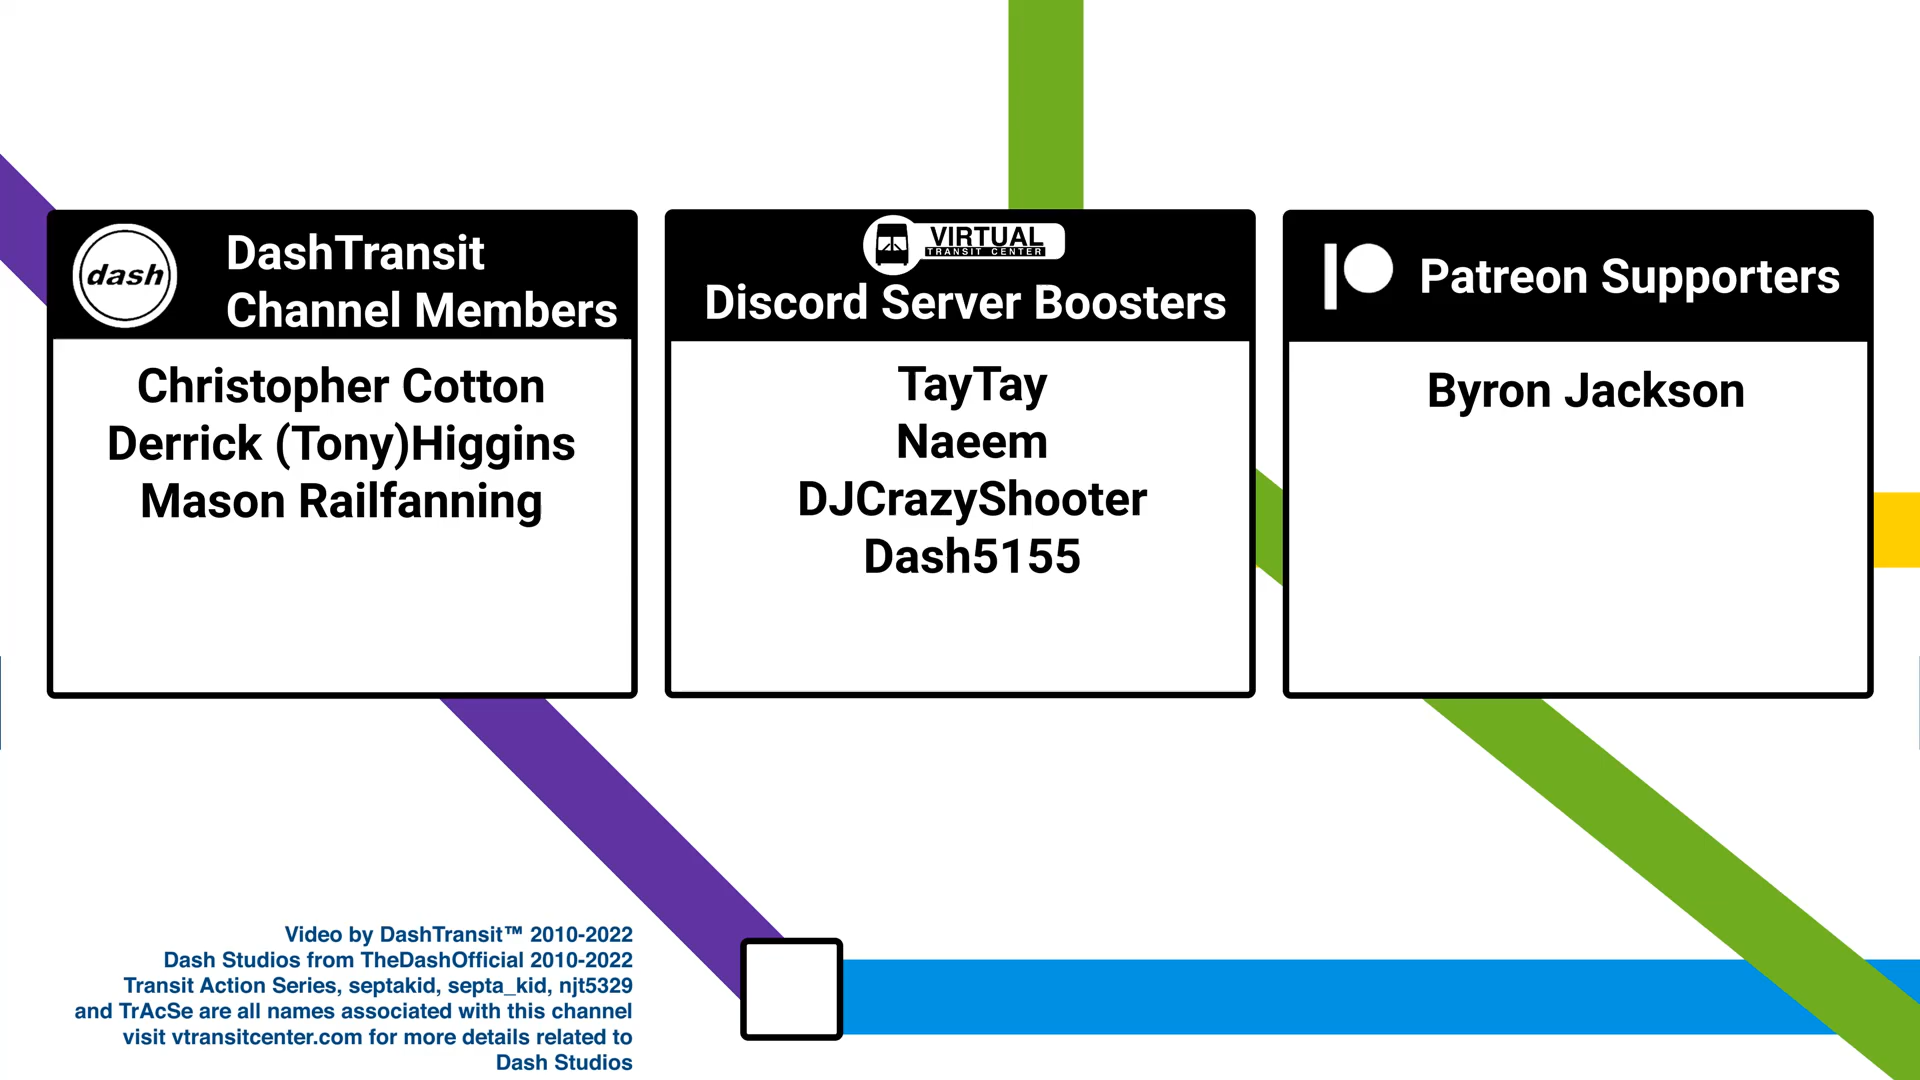 dash
DashTransit
Channel Members
Christopher Cotton
Derrick (Tony)Higgins
Mason Railfanning
VIRTUAL
TRANSIT CENTER
Discord Server Boosters
TayTay
Naeem
DJCrazyShooter
Dash5155
Patreon Supporters
Byron Jackson
Video by DashTransit™ 2010-2022
Dash Studios from TheDashOfficial 2010-2022
Transit Action Series, septakid, septa_kid, njt5329
and TrAcSe are all names associated with this channel
visit vtransitcenter.com for more details related to
Dash Studios